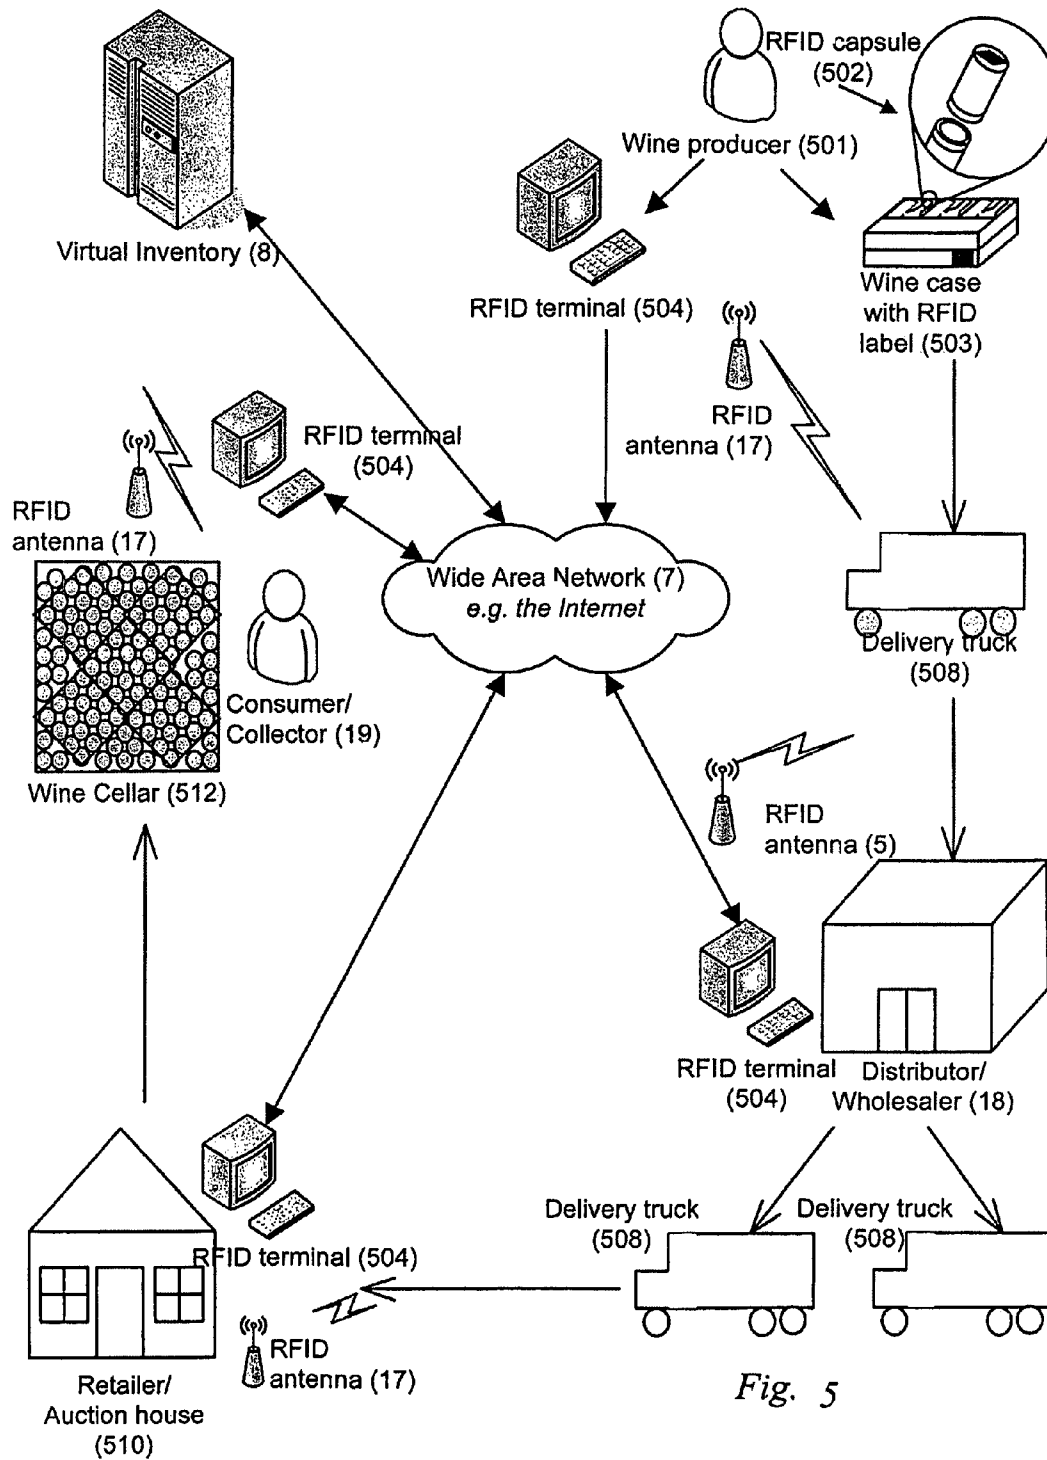 RFID capsule
(502)
Wine producer (501)
Virtual Inventory (8)
RFID terminal (504)
Wine case
with RFID
label (503)
RFID
antenna (17)
RFID terminal
(504)
RFID
antenna (17)
Wide Area Network (7)
e.g. the Internet
Delivery truck
(508)
Consumer/
Collector (19)
Wine Cellar (512)
RFID
antenna (5)
RFID terminal
(504)
Distributor/
Wholesaler (18)
Delivery truck
(508)
Delivery truck
(508)
RFID terminal (504)
RFID
antenna (17)
Retailer/
Auction house
(510)
Fig. 5